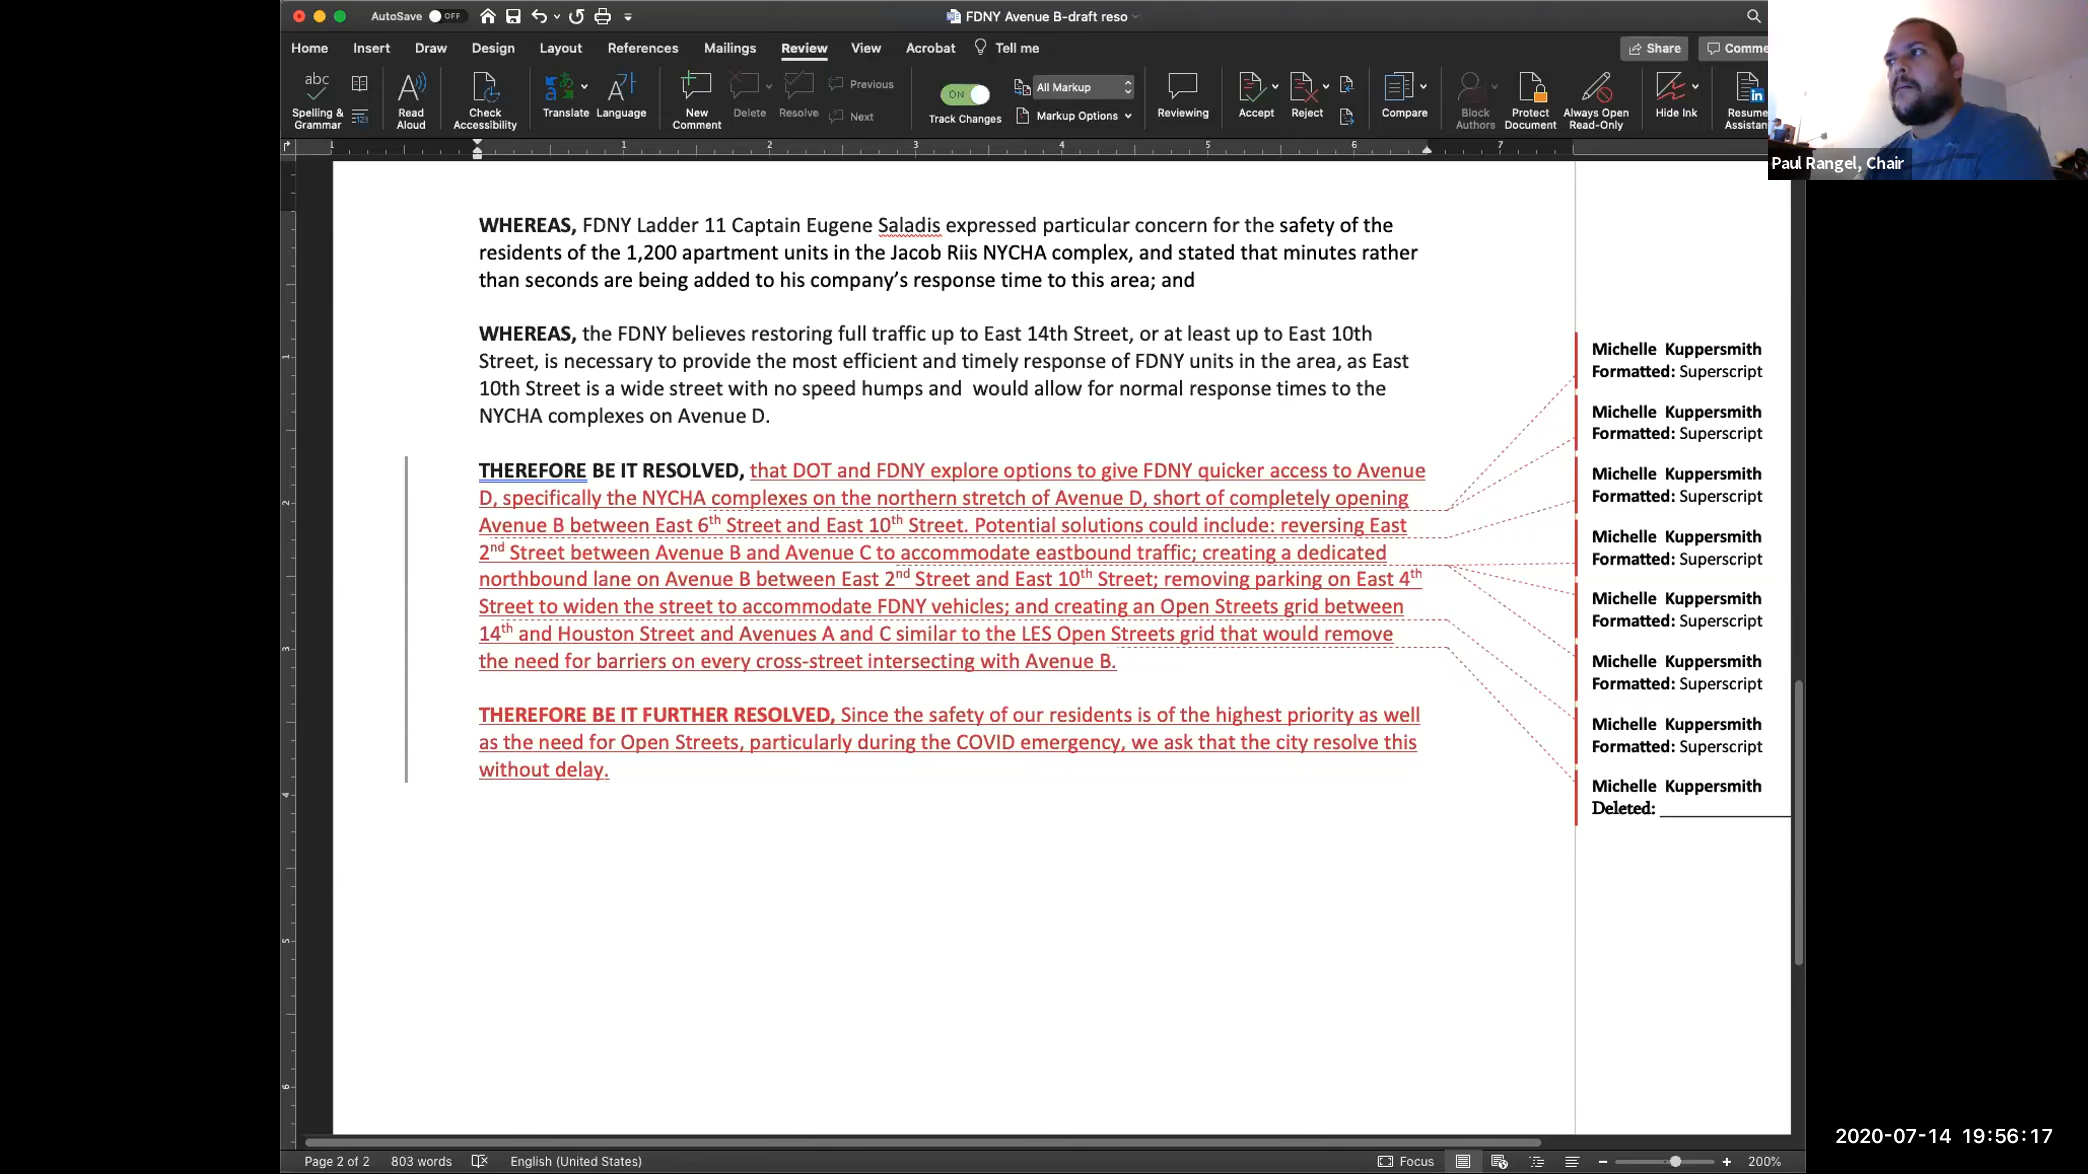 AutoSave OFF
FDNY Avenue B-draft reso
Home Insert Draw Design Layout References Mailings Review View Acrobat Tell me
Share
abc
Spelling & Grammar
Read Aloud
Check Accessibility
Translate
Language
New Comment
Delete
Resolve
Previous
Next
ON
Track Changes
All Markup
Markup Options
Reviewing
Accept
Reject
Compare
Block Authors
Protect Document
Always Open Read-Only
Hide Ink
Paul Rangel, Chair
1 1 2 3 4 5 6 7
WHEREAS, FDNY Ladder 11 Captain Eugene Saladis expressed particular concern for the safety of the
residents of the 1,200 apartment units in the Jacob Riis NYCHA complex, and stated that minutes rather
than seconds are being added to his company’s response time to this area; and
WHEREAS, the FDNY believes restoring full traffic up to East 14th Street, or at least up to East 10th
Street, is necessary to provide the most efficient and timely response of FDNY units in the area, as East
10th Street is a wide street with no speed humps and  would allow for normal response times to the
NYCHA complexes on Avenue D.
THEREFORE BE IT RESOLVED, that DOT and FDNY explore options to give FDNY quicker access to Avenue
D, specifically the NYCHA complexes on the northern stretch of Avenue D, short of completely opening
Avenue B between East 6th Street and East 10th Street. Potential solutions could include: reversing East
2nd Street between Avenue B and Avenue C to accommodate eastbound traffic; creating a dedicated
northbound lane on Avenue B between East 2nd Street and East 10th Street; removing parking on East 4th
Street to widen the street to accommodate FDNY vehicles; and creating an Open Streets grid between
14th and Houston Street and Avenues A and C similar to the LES Open Streets grid that would remove
the need for barriers on every cross-street intersecting with Avenue B.
THEREFORE BE IT FURTHER RESOLVED, Since the safety of our residents is of the highest priority as well
as the need for Open Streets, particularly during the COVID emergency, we ask that the city resolve this
without delay.
Michelle Kuppersmith
Formatted: Superscript
Michelle Kuppersmith
Formatted: Superscript
Michelle Kuppersmith
Formatted: Superscript
Michelle Kuppersmith
Formatted: Superscript
Michelle Kuppersmith
Formatted: Superscript
Michelle Kuppersmith
Formatted: Superscript
Michelle Kuppersmith
Formatted: Superscript
Michelle Kuppersmith
Deleted:
1
2
3
4
5
6
2020-07-14 19:56:17
Page 2 of 2 803 words English (United States) Focus 200%